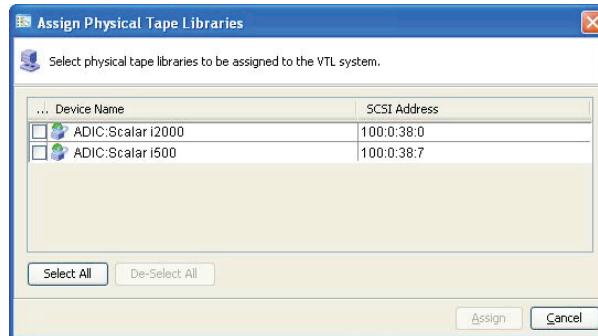 Assign Physical Tape Libraries
Select physical tape libraries to be assigned to the VTL system.
... Device Name SCSI Address
ADIC:Scalar i2000 100:0:38:0
ADIC:Scalar i500 100:0:38:7
Select All De-Select All
Assign Cancel